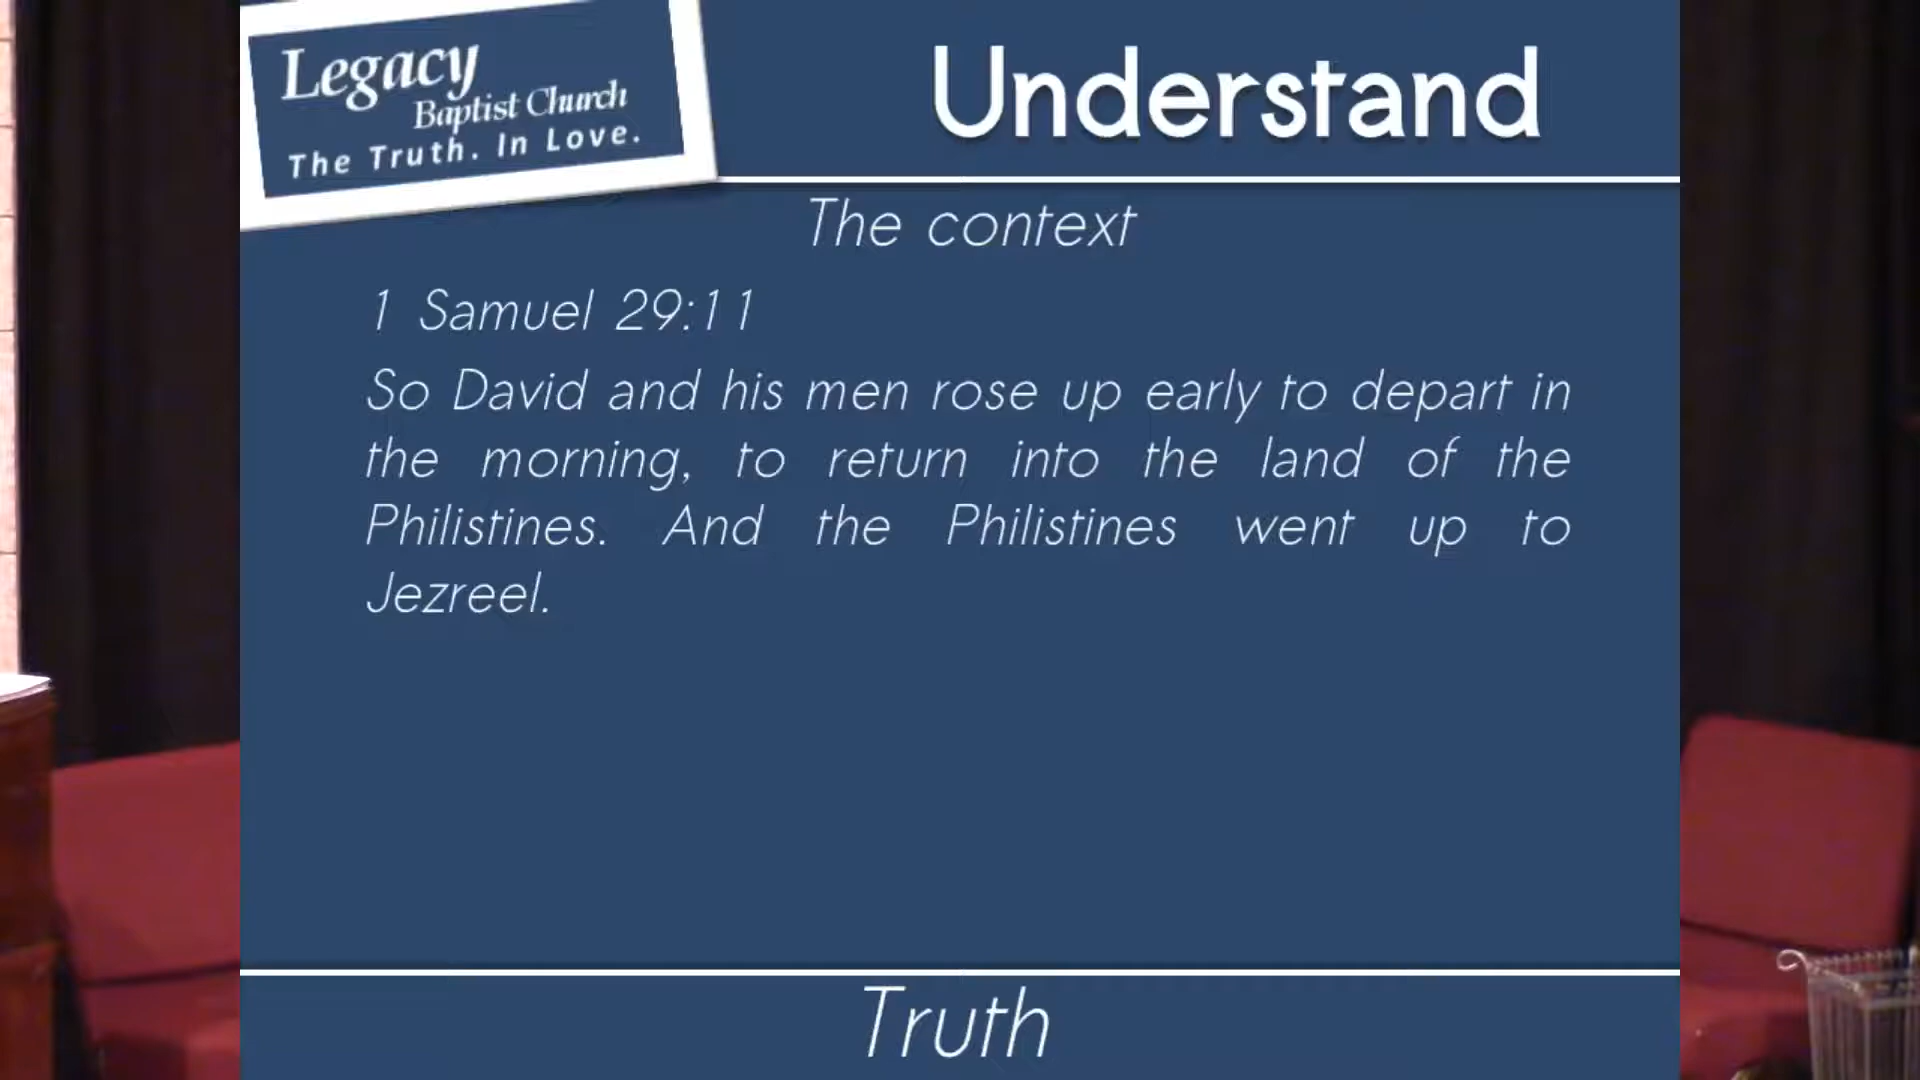 Legacy
Baptist Church
The Truth. In Love.
Understand
The context
1 Samuel 29:11
So David and his men rose up early to depart in
the morning, to return into the land of the
Philistines. And the Philistines went up to
Jezreel.
Truth